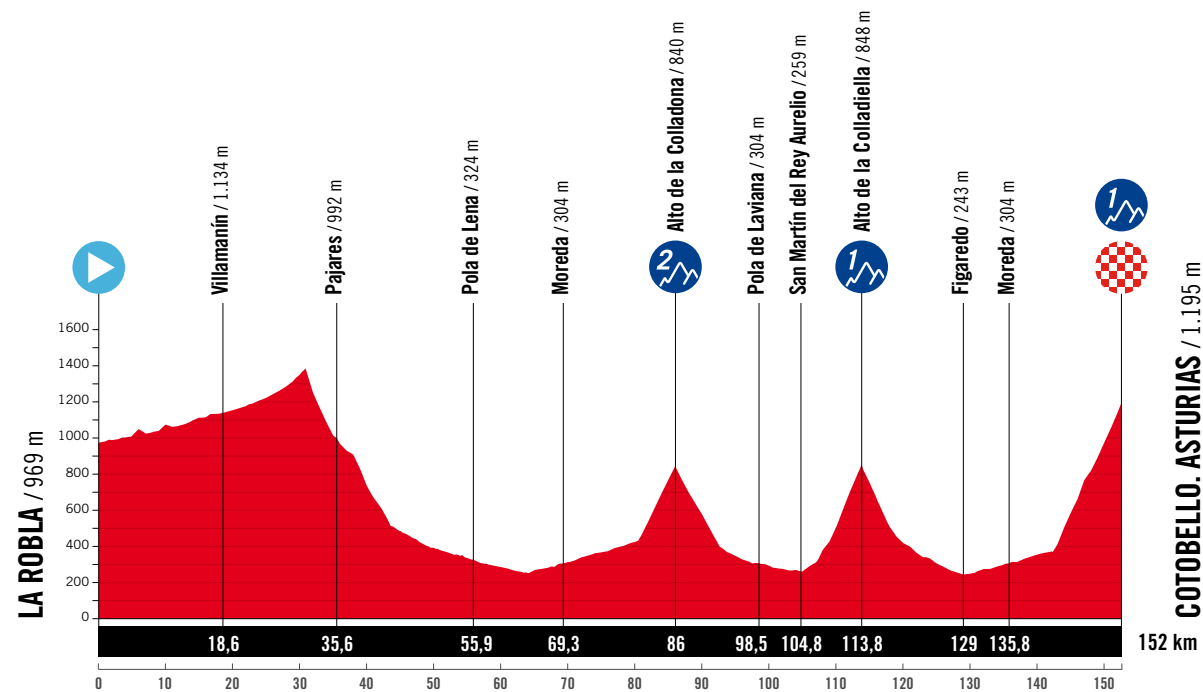 LA ROBLA / 969 m
Villamanín / 1.134 m
Pajares / 992 m
Pola de Lena / 324 m
Moreda / 304 m
Alto de la Colladona / 840 m
2
Pola de Laviana / 304 m
San Martín del Rey Aurelio / 259 m
Alto de la Colladiella / 848 m
1
Figaredo / 243 m
Moreda / 304 m
1
COTOBELLO. ASTURIAS / 1.195 m
1600
1400
1200
1000
800
600
400
200
0
18,6 35,6 55,9 69,3 86 98,5 104,8 113,8 129 135,8 152 km
0 10 20 30 40 50 60 70 80 90 100 110 120 130 140 150